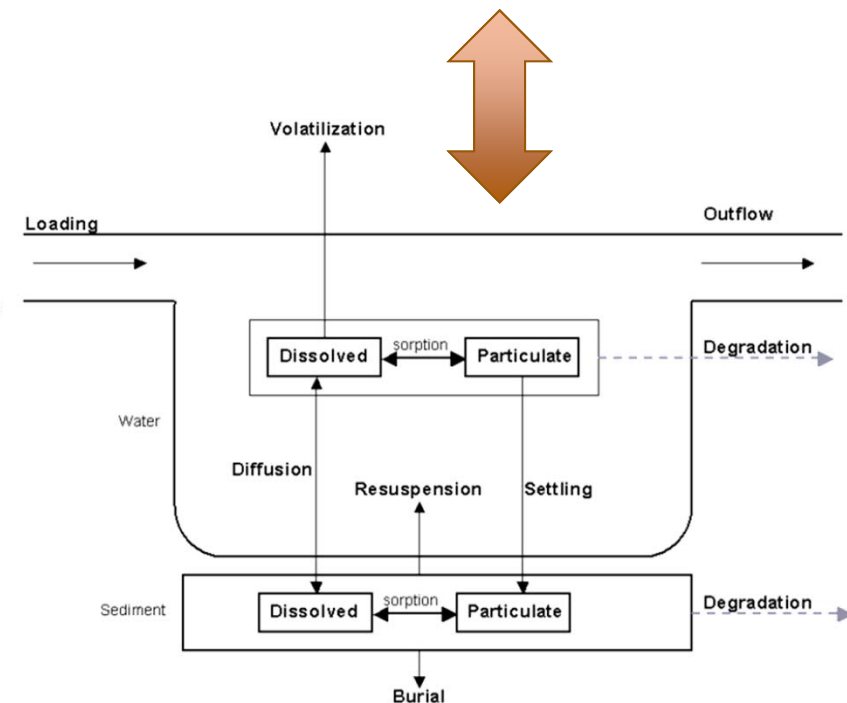 Volatilization
Loading
Outflow
Dissolved
sorption
Particulate
Degradation
Water
Diffusion
Resuspension
Settling
Sediment
Dissolved
sorption
Particulate
Degradation
Burial